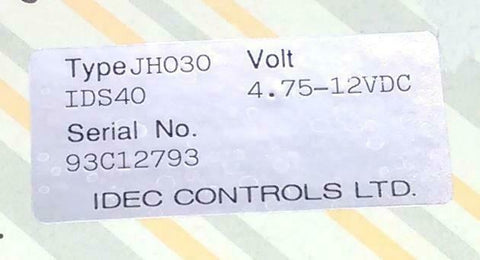 Type JH030 Volt
IDS40 4.75-12VDC
Serial No.
93C12793
IDEC CONTROLS LTD.